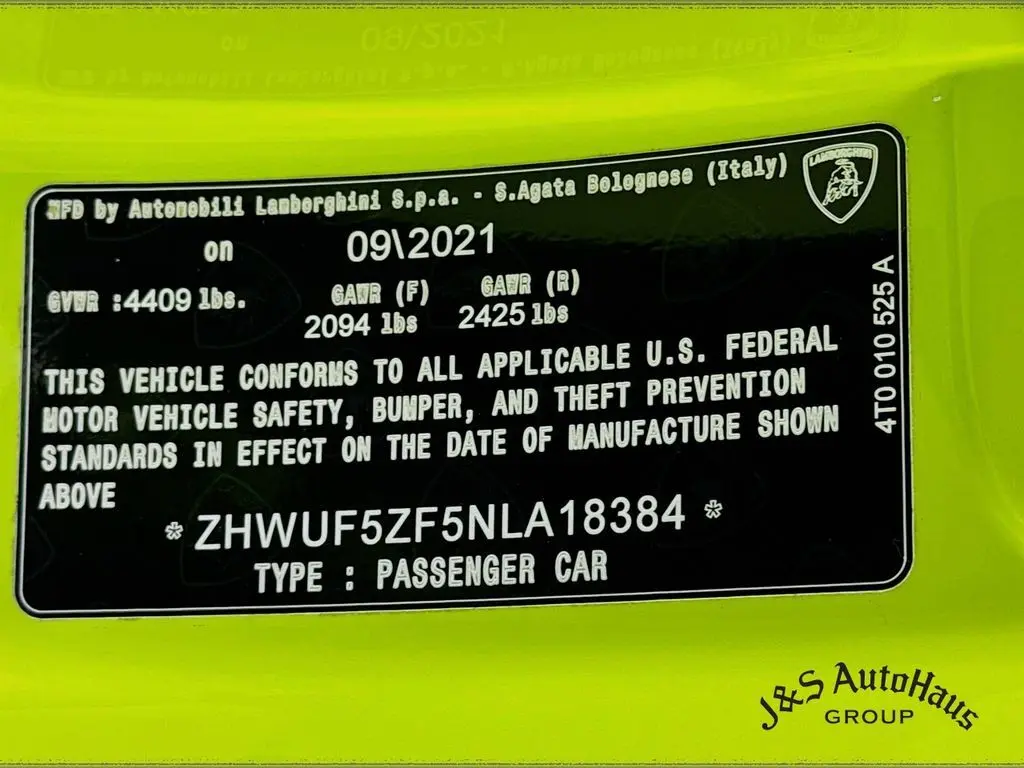 MFD by Automobili Lamborghini S.p.a. - S.Agata Bolognese (Italy)
LAMBORGHINI
on 09\2021
GVWR :4409 lbs. GAWR (F) GAWR (R)
2094 lbs 2425 lbs
THIS VEHICLE CONFORMS TO ALL APPLICABLE U.S. FEDERAL
MOTOR VEHICLE SAFETY, BUMPER, AND THEFT PREVENTION
STANDARDS IN EFFECT ON THE DATE OF MANUFACTURE SHOWN
ABOVE
* ZHWUF5ZF5NLA18384 *
TYPE : PASSENGER CAR
4T0 010 525 A
J&S AutoHaus
GROUP